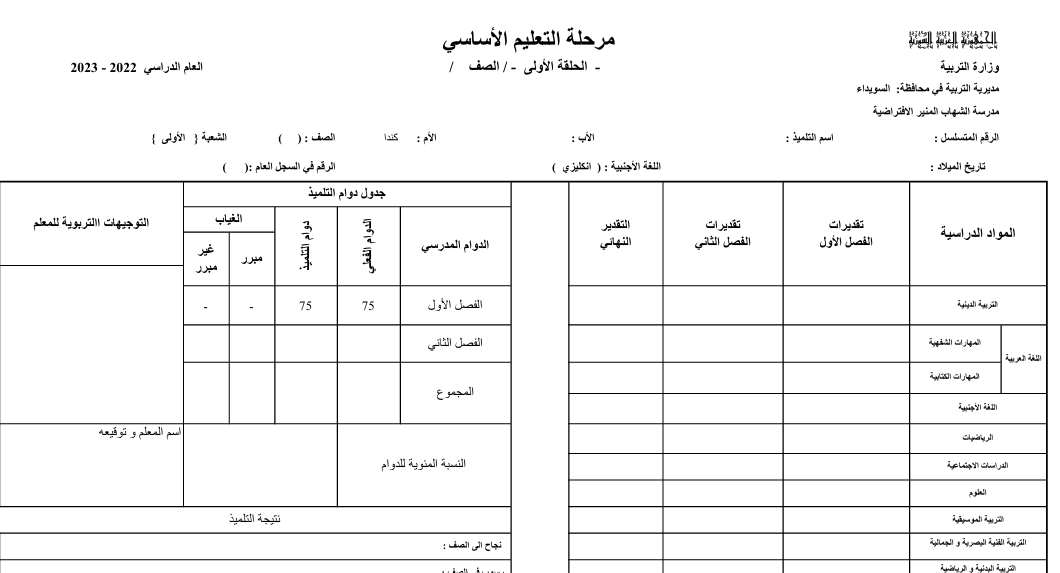 الجمهورية العربية السورية
مرحلة التعليم الأساسي
وزارة التربية
- الحلقة الأولى - / الصف /
العام الدراسي 2022 - 2023
مديرية التربية في محافظة: السويداء
مدرسة الشهاب المنير الافتراضية
الرقم المتسلسل : اسم التلميذ : الأب : الأم : كندا الصف : ( ) الشعبة { الأولى }
تاريخ الميلاد : اللغة الأجنبية : ( انكليزي ) الرقم في السجل العام :( )
المواد الدراسية
تقديرات الفصل الأول
تقديرات الفصل الثاني
التقدير النهائي
التربية الدينية
اللغة العربية
المهارات الشفهية
المهارات الكتابية
اللغة الأجنبية
الرياضيات
الدراسات الاجتماعية
العلوم
التربية الموسيقية
التربية الفنية البصرية و الجمالية
التربية البدنية و الرياضية
جدول دوام التلميذ
الدوام المدرسي
الدوام الفعلي
دوام التلميذ
الغياب
مبرر
غير مبرر
الفصل الأول 75 75 - -
الفصل الثاني
المجموع
النسبة المئوية للدوام
التوجيهات االتربوية للمعلم
اسم المعلم و توقيعه
نتيجة التلميذ
نجاح الى الصف :